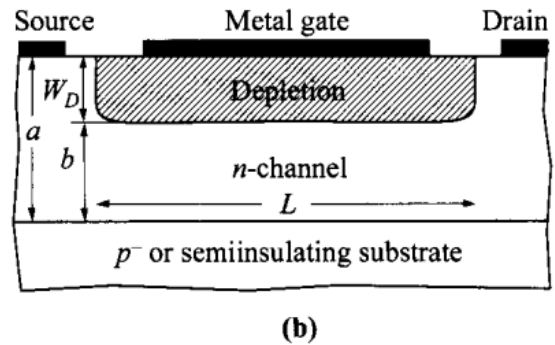 Source Metal gate Drain
W_D Depletion
a
b
n-channel
L
p⁻ or semiinsulating substrate
(b)